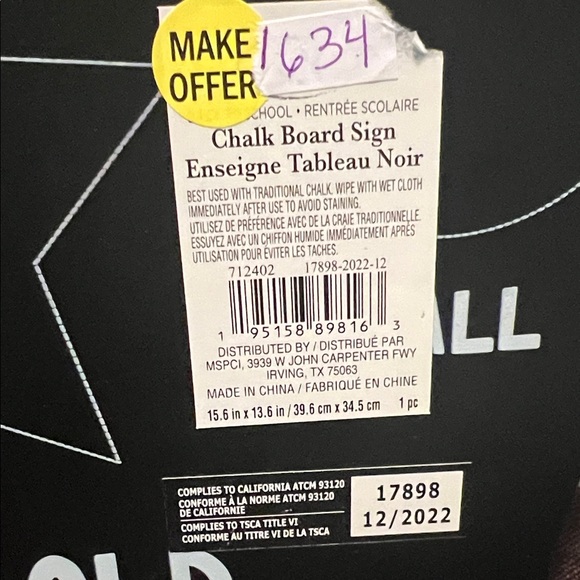 MAKE
OFFER
1634
SCHOOL • RENTRÉE SCOLAIRE
Chalk Board Sign
Enseigne Tableau Noir
BEST USED WITH TRADITIONAL CHALK. WIPE WITH WET CLOTH
IMMEDIATELY AFTER USE TO AVOID STAINING.
UTILISEZ DE PRÉFÉRENCE AVEC DE LA CRAIE TRADITIONNELLE.
ESSUYEZ AVEC UN CHIFFON HUMIDE IMMÉDIATEMENT APRÈS
UTILISATION POUR ÉVITER LES TACHES.
712402 17898-2022-12
1 95158 89816 3
DISTRIBUTED BY / DISTRIBUÉ PAR
MSPCI, 3939 W JOHN CARPENTER FWY
IRVING, TX 75063
MADE IN CHINA / FABRIQUÉ EN CHINE
15.6 in x 13.6 in / 39.6 cm x 34.5 cm 1 pc
ALL
COMPLIES TO CALIFORNIA ATCM 93120
CONFORME À LA NORME ATCM 93120
DE CALIFORNIE
COMPLIES TO TSCA TITLE VI
CONFORME AU TITRE VI DE LA TSCA
17898
12/2022
OLD